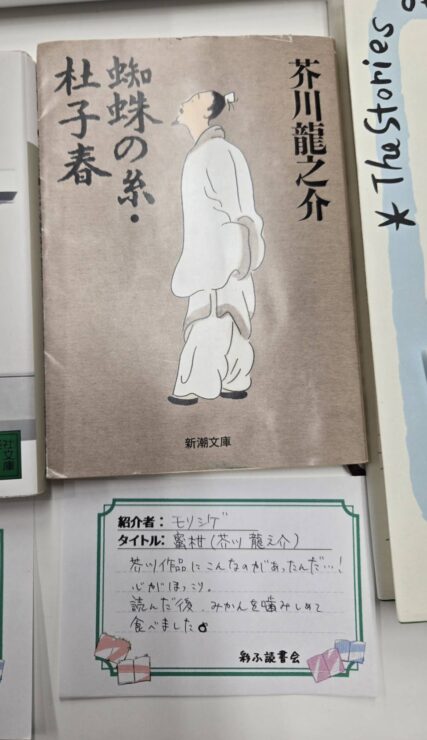 芥川龍之介
蜘蛛の糸・
杜子春
新潮文庫
* The Stories
社
文庫
紹介者: モリシゲ
タイトル: 蜜柑(芥川 龍之介)
芥川作品にこんなのがあったんだ…!
心がほっこり。
読んだ後、みかんを噛みしめて
食べました
彩ふ読書会